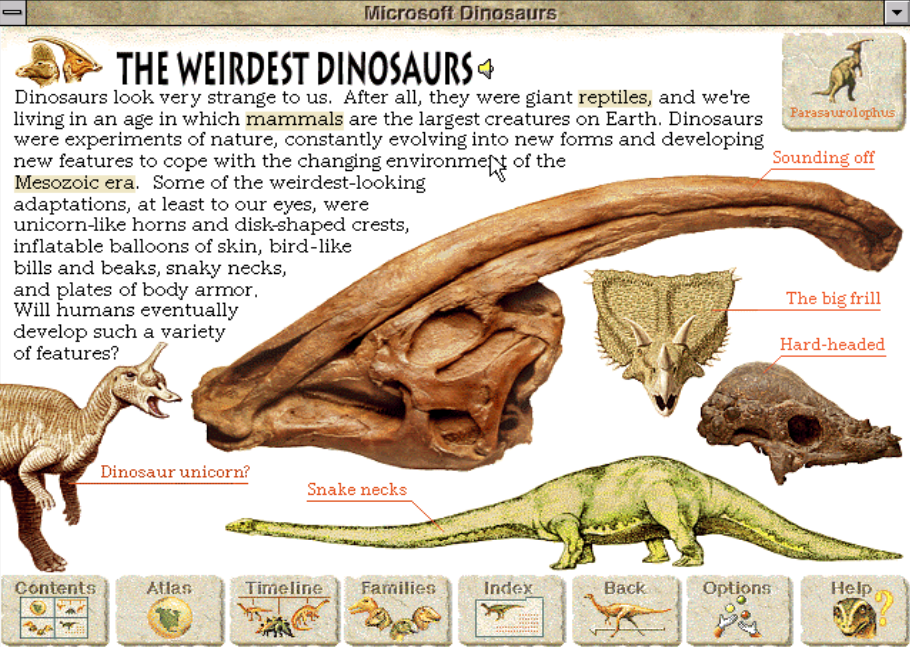 Microsoft Dinosaurs
THE WEIRDEST DINOSAURS
Dinosaurs look very strange to us. After all, they were giant reptiles, and we're
living in an age in which mammals are the largest creatures on Earth. Dinosaurs
were experiments of nature, constantly evolving into new forms and developing
new features to cope with the changing environment of the
Mesozoic era. Some of the weirdest-looking
adaptations, at least to our eyes, were
unicorn-like horns and disk-shaped crests,
inflatable balloons of skin, bird-like
bills and beaks, snaky necks,
and plates of body armor.
Will humans eventually
develop such a variety
of features?
Parasaurolophus
Sounding off
The big frill
Hard-headed
Dinosaur unicorn?
Snake necks
Contents
Atlas
Timeline
Families
Index
Back
Options
Help